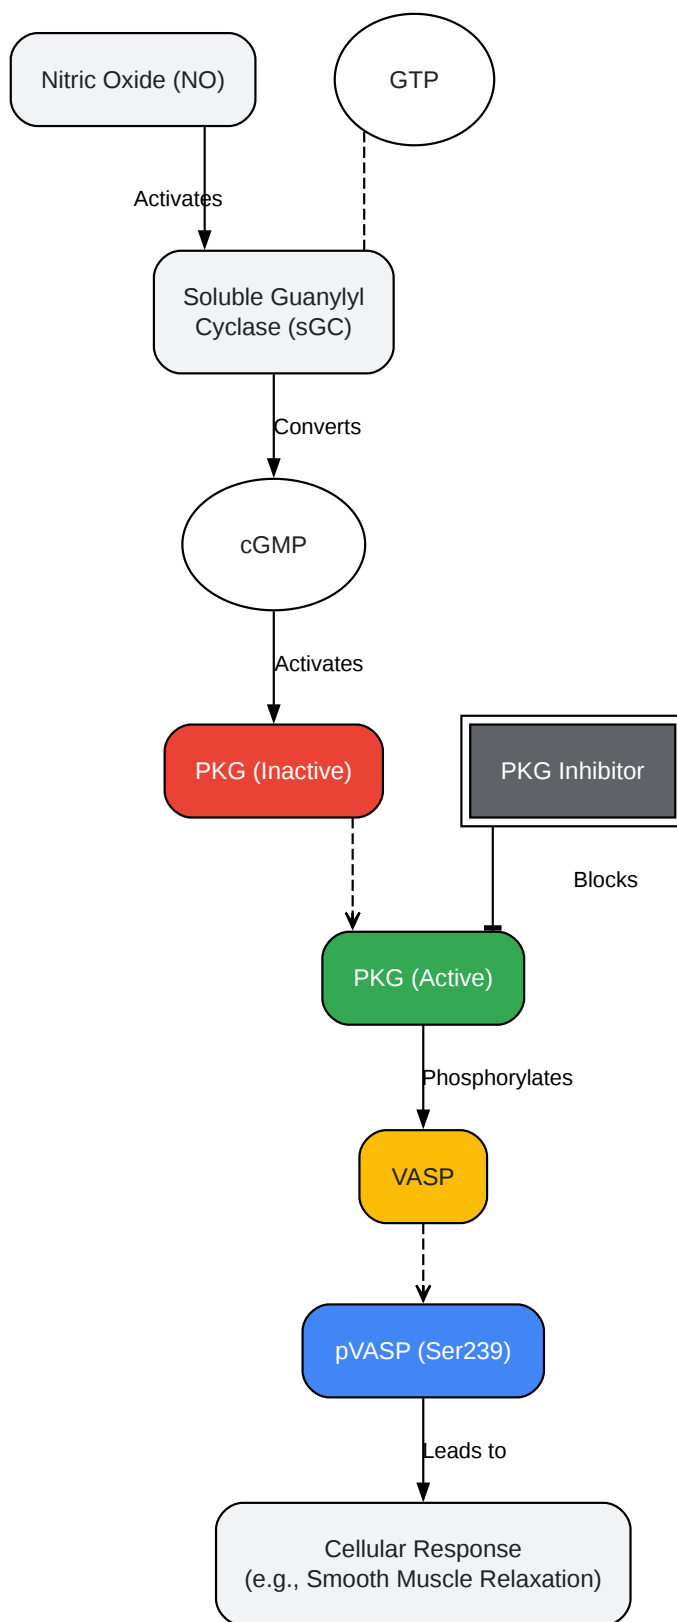 Nitric Oxide (NO)
GTP
Activates
Soluble Guanylyl
Cyclase (sGC)
Converts
cGMP
Activates
PKG (Inactive)
PKG Inhibitor
Blocks
PKG (Active)
Phosphorylates
VASP
pVASP (Ser239)
Leads to
Cellular Response
(e.g., Smooth Muscle Relaxation)